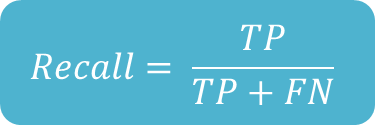 Recall = TP / TP + FN